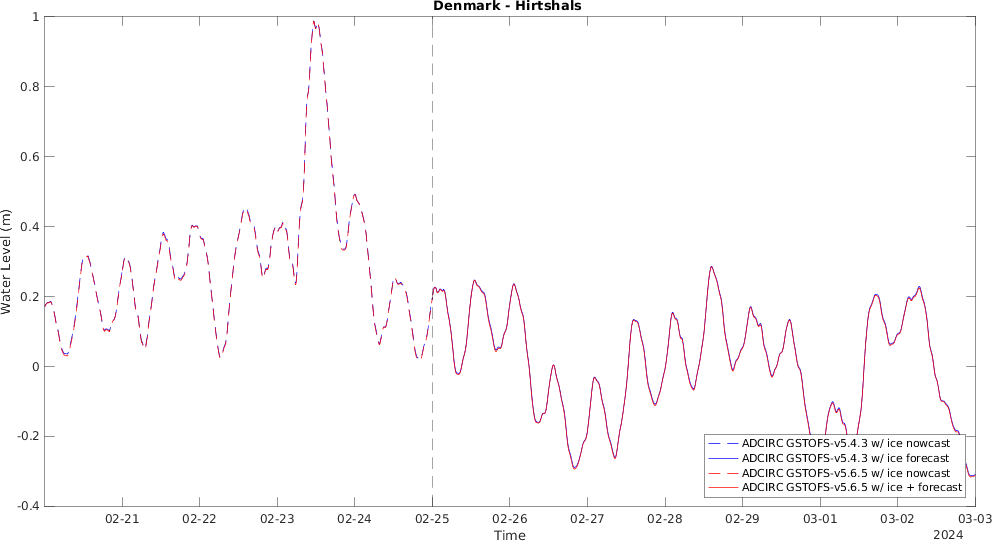 Denmark - Hirtshals
Water Level (m)
1
0.8
0.6
0.4
0.2
0
-0.2
-0.4
ADCIRC GSTOFS-v5.4.3 w/ ice nowcast
ADCIRC GSTOFS-v5.4.3 w/ ice forecast
ADCIRC GSTOFS-v5.6.5 w/ ice nowcast
ADCIRC GSTOFS-v5.6.5 w/ ice + forecast
02-21 02-22 02-23 02-24 02-25 02-26 02-27 02-28 02-29 03-01 03-02 03-03
Time
2024